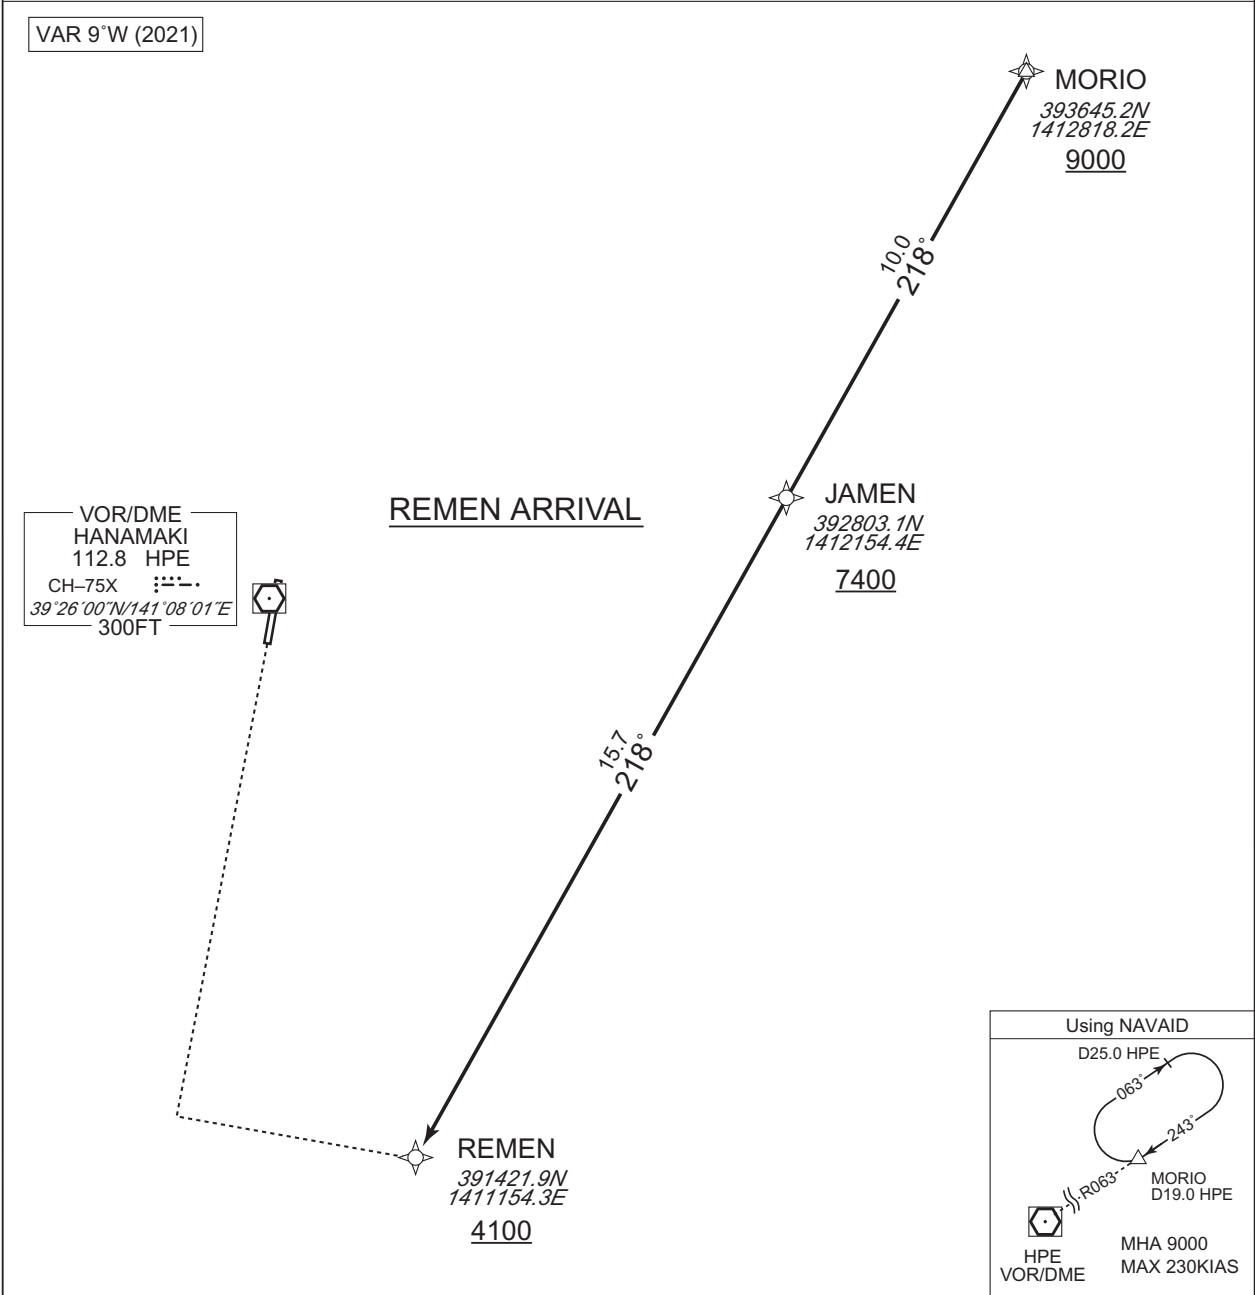 VAR 9°W (2021)
MORIO
393645.2N
1412818.2E
9000
10.0
218°
REMEN ARRIVAL
JAMEN
392803.1N
1412154.4E
7400
VOR/DME
HANAMAKI
112.8 HPE
CH–75X
39°26′00″N/141°08′01″E
300FT
15.7
218°
REMEN
391421.9N
1411154.3E
4100
Using NAVAID
D25.0 HPE
063°
243°
R063
MORIO
D19.0 HPE
HPE
VOR/DME
MHA 9000
MAX 230KIAS